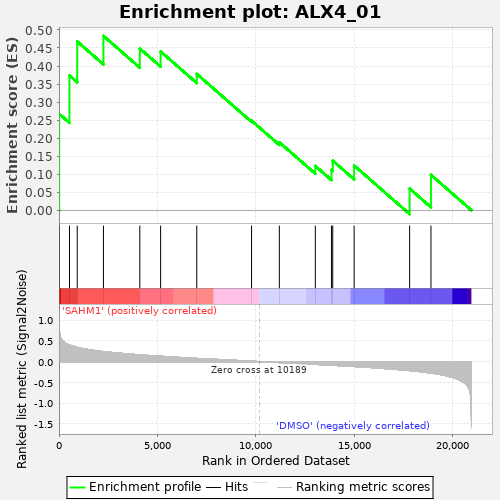 Enrichment plot: ALX4_01
Enrichment score (ES)
0.50
0.45
0.40
0.35
0.30
0.25
0.20
0.15
0.10
0.05
0.00
'SAHM1' (positively correlated)
Ranked list metric (Signal2Noise)
1.0
0.5
0.0
-0.5
-1.0
-1.5
Zero cross at 10189
'DMSO' (negatively correlated)
0
5,000
10,000
15,000
20,000
Rank in Ordered Dataset
Enrichment profile
Hits
Ranking metric scores